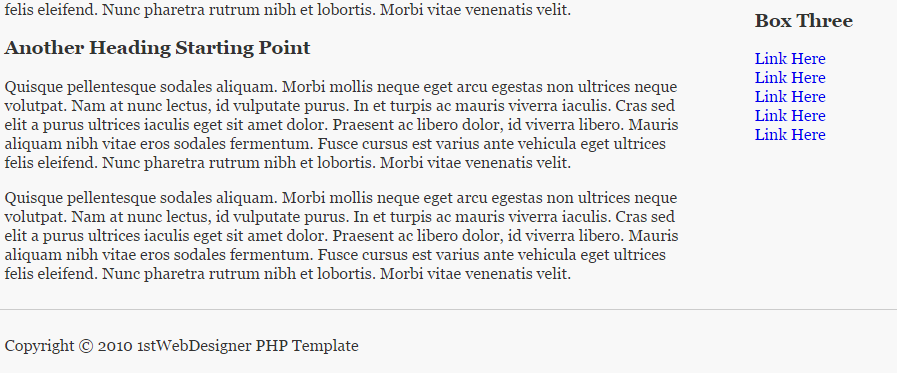 felis eleifend. Nunc pharetra rutrum nibh et lobortis. Morbi vitae venenatis velit.
Another Heading Starting Point
Quisque pellentesque sodales aliquam. Morbi mollis neque eget arcu egestas non ultrices neque
volutpat. Nam at nunc lectus, id vulputate purus. In et turpis ac mauris viverra iaculis. Cras sed
elit a purus ultrices iaculis eget sit amet dolor. Praesent ac libero dolor, id viverra libero. Mauris
aliquam nibh vitae eros sodales fermentum. Fusce cursus est varius ante vehicula eget ultrices
felis eleifend. Nunc pharetra rutrum nibh et lobortis. Morbi vitae venenatis velit.
Quisque pellentesque sodales aliquam. Morbi mollis neque eget arcu egestas non ultrices neque
volutpat. Nam at nunc lectus, id vulputate purus. In et turpis ac mauris viverra iaculis. Cras sed
elit a purus ultrices iaculis eget sit amet dolor. Praesent ac libero dolor, id viverra libero. Mauris
aliquam nibh vitae eros sodales fermentum. Fusce cursus est varius ante vehicula eget ultrices
felis eleifend. Nunc pharetra rutrum nibh et lobortis. Morbi vitae venenatis velit.
Box Three
Link Here
Link Here
Link Here
Link Here
Link Here
Copyright © 2010 1stWebDesigner PHP Template